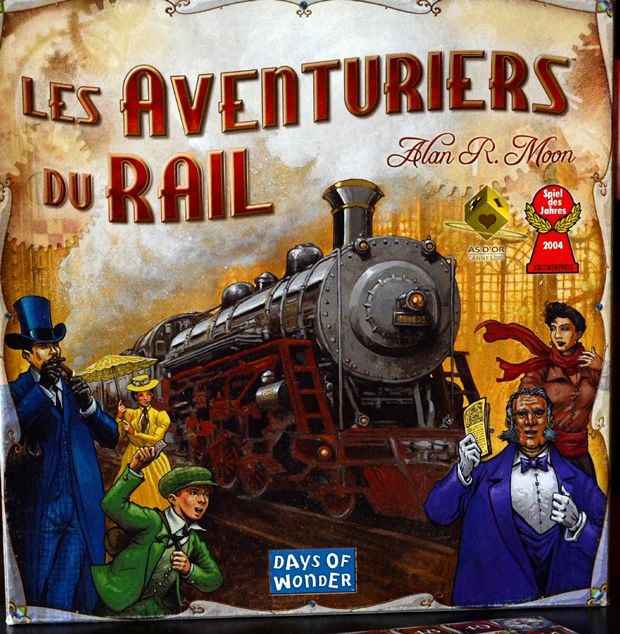 LES AVENTURIERS
DU RAIL
Alan R. Moon
AS D'OR
Spiel
des
Jahres
2004
DAYS OF
WONDER